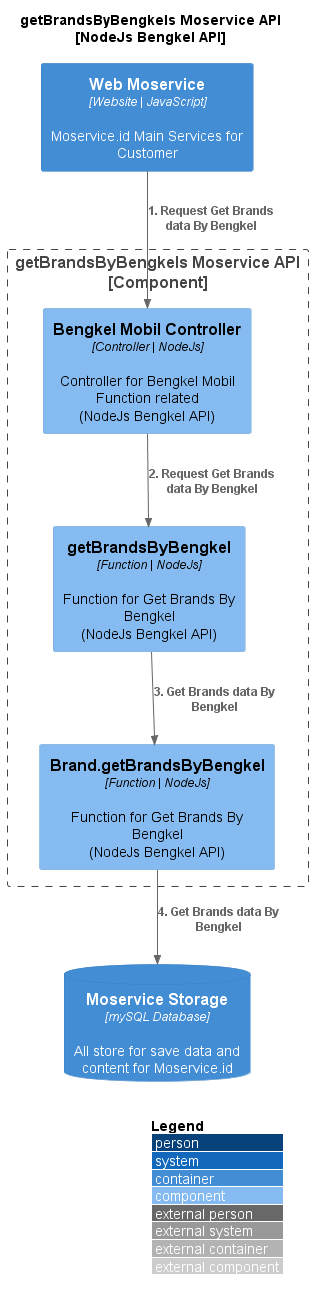 getBrandsByBengkels Moservice API
[NodeJs Bengkel API]
Web Moservice
[Website | JavaScript]
Moservice.id Main Services for
Customer
1. Request Get Brands
data By Bengkel
getBrandsByBengkels Moservice API
[Component]
Bengkel Mobil Controller
[Controller | NodeJs]
Controller for Bengkel Mobil
Function related
(NodeJs Bengkel API)
2. Request Get Brands
data By Bengkel
getBrandsByBengkel
[Function | NodeJs]
Function for Get Brands By
Bengkel
(NodeJs Bengkel API)
3. Get Brands data By
Bengkel
Brand.getBrandsByBengkel
[Function | NodeJs]
Function for Get Brands By
Bengkel
(NodeJs Bengkel API)
4. Get Brands data By
Bengkel
Moservice Storage
[mySQL Database]
All store for save data and
content for Moservice.id
Legend
person
system
container
component
external person
external system
external container
external component